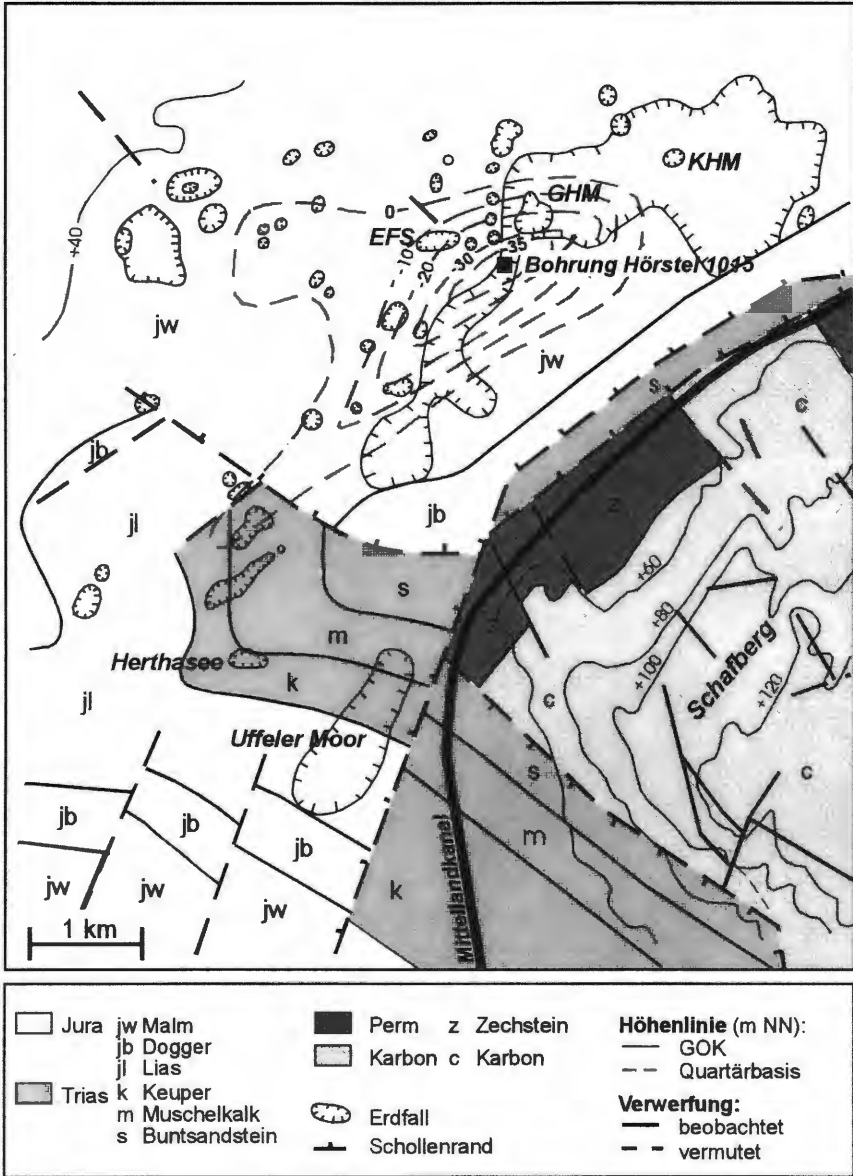 KHM
GHM
+40
0
EFS
-10
-20
-30
-35
Bohrung Hörstel 1015
jw
jw
s
c
jb
jl
jb
z
+60
s
+80
m
+100
Schafberg
Herthasee
k
c
+120
jl
Uffeler Moor
s
c
jb
jb
jb
m
jw
jw
jw
k
1 km
Mittellandkanal
Jura jw Malm
jb Dogger
jl Lias
Trias k Keuper
m Muschelkalk
s Buntsandstein
Perm z Zechstein
Karbon c Karbon
Erdfall
Schollenrand
Höhenlinie (m NN):
GOK
Quartärbasis
Verwerfung:
beobachtet
vermutet